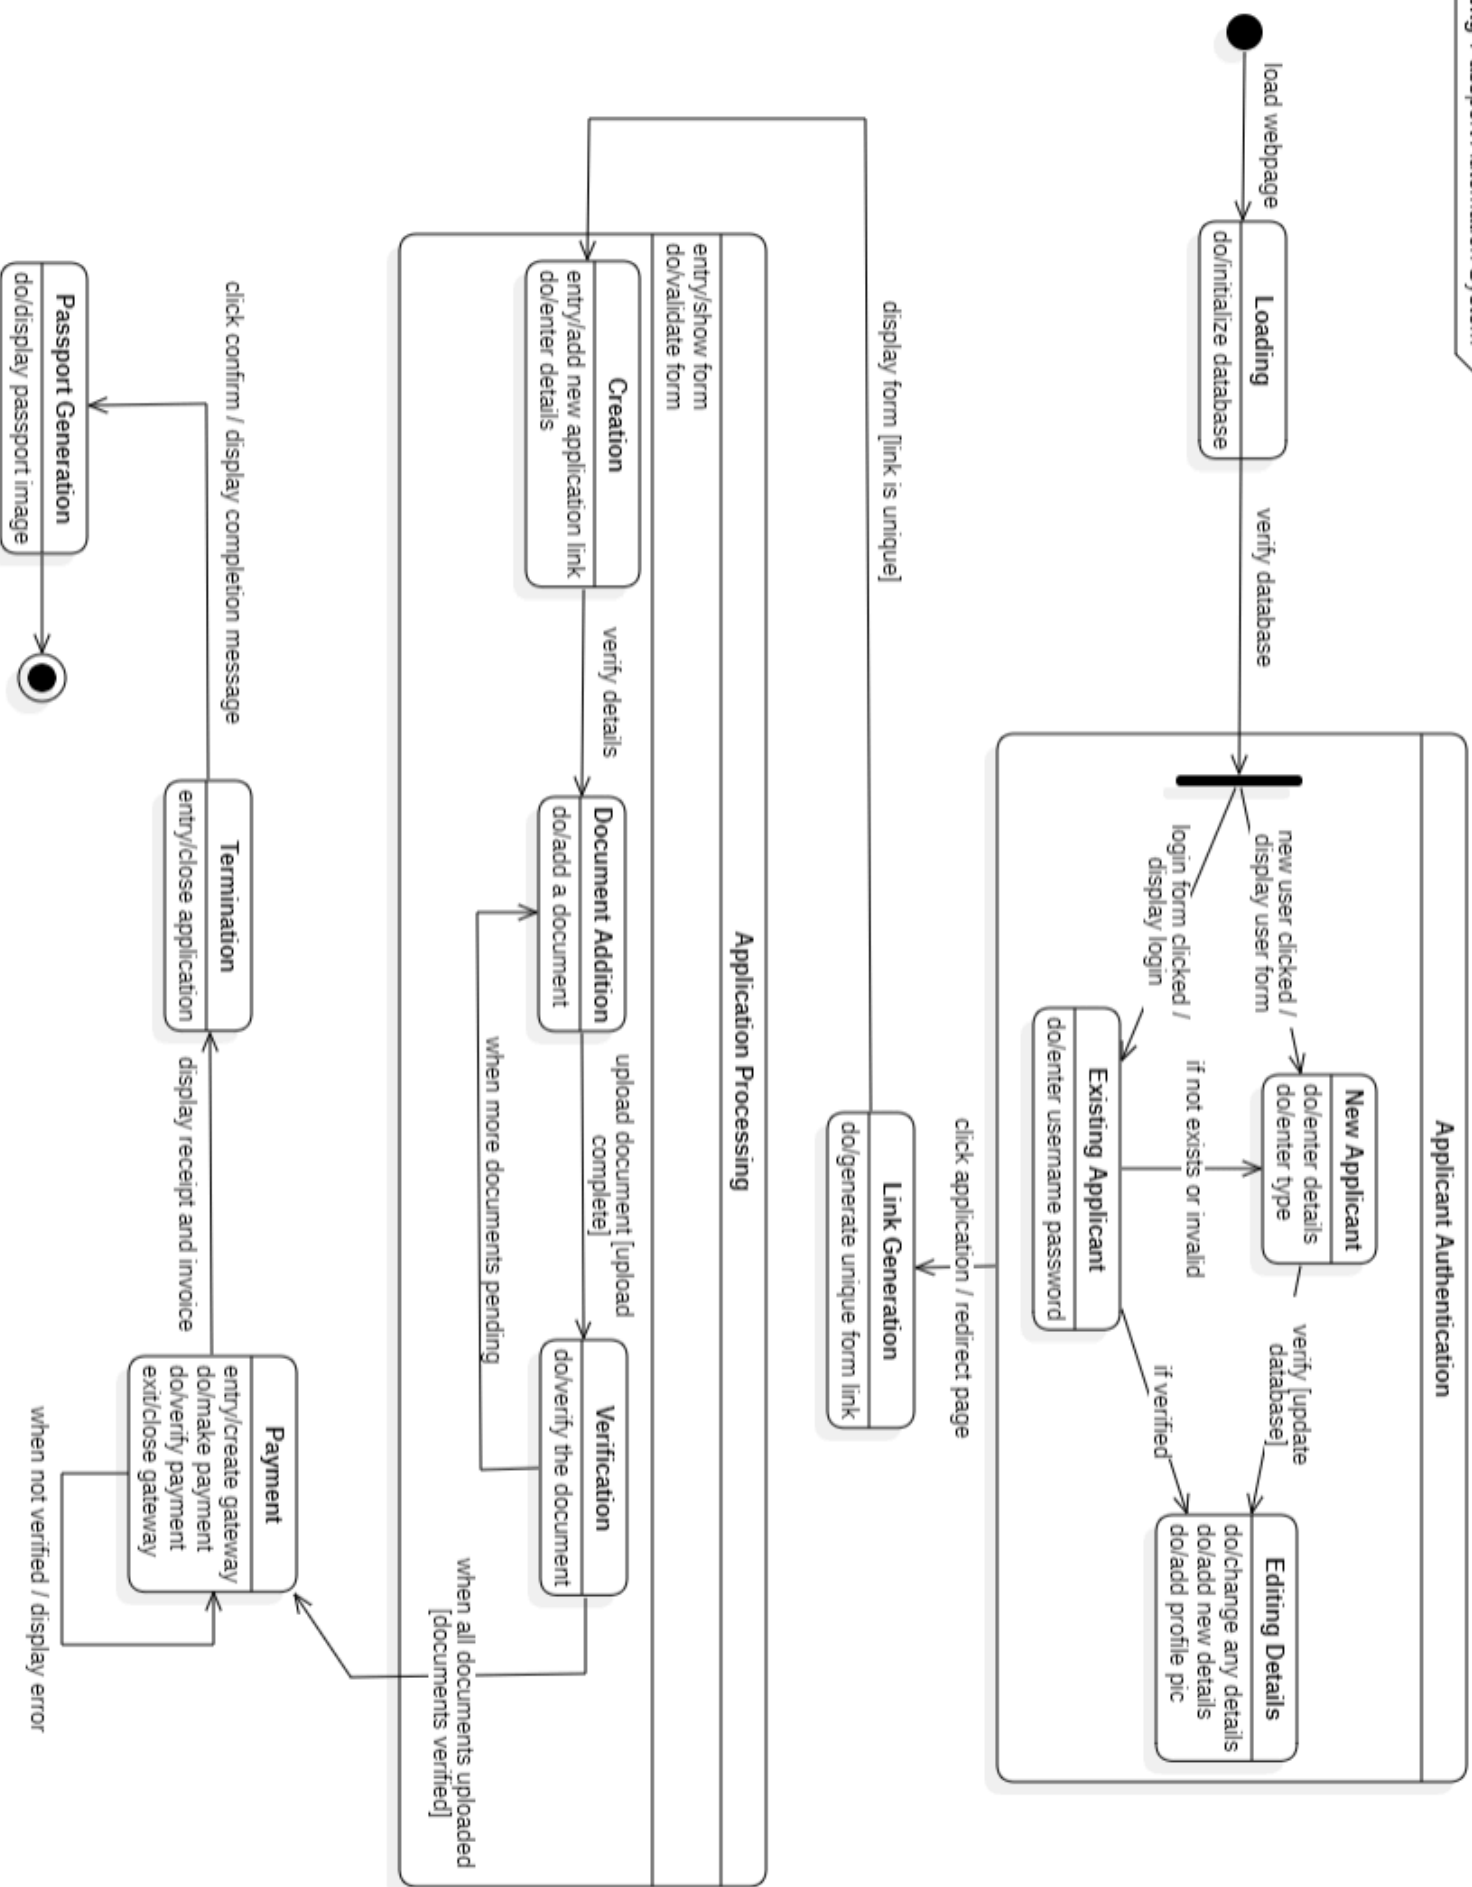 Passport Automation System
load webpage
Loading
do/initialize database
verify database
Applicant Authentication
new user clicked /
display user form
login form clicked /
display login
New Applicant
do/enter details
do/enter type
if not exists or invalid
Existing Applicant
do/enter username password
verify [update
database]
if verified
Editing Details
do/change any details
do/add new details
do/add profile pic
click application / redirect page
Link Generation
do/generate unique form link
display form [link is unique]
Application Processing
entry/show form
do/validate form
Creation
entry/add new application link
do/enter details
verify details
Document Addition
do/add a document
upload document [upload
complete]
when more documents pending
Verification
do/verify the document
when all documents uploaded
[documents verified]
Payment
entry/create gateway
do/make payment
do/verify payment
exit/close gateway
when not verified / display error
display receipt and invoice
Termination
entry/close application
click confirm / display completion message
Passport Generation
do/display passport image